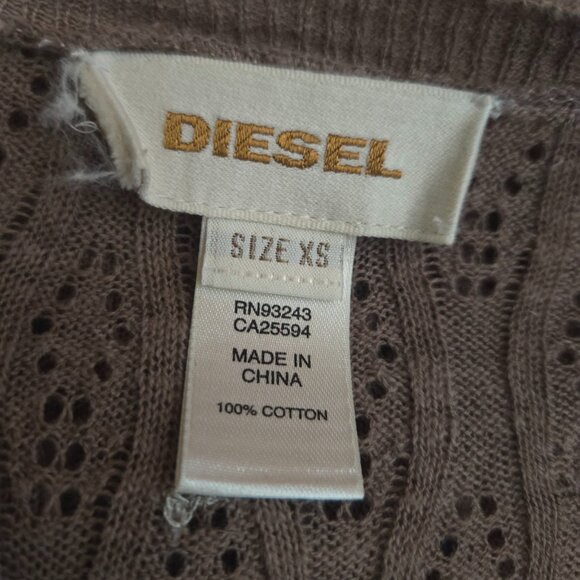 DIESEL
SIZE XS
RN93243
CA25594
MADE IN
CHINA
100% COTTON